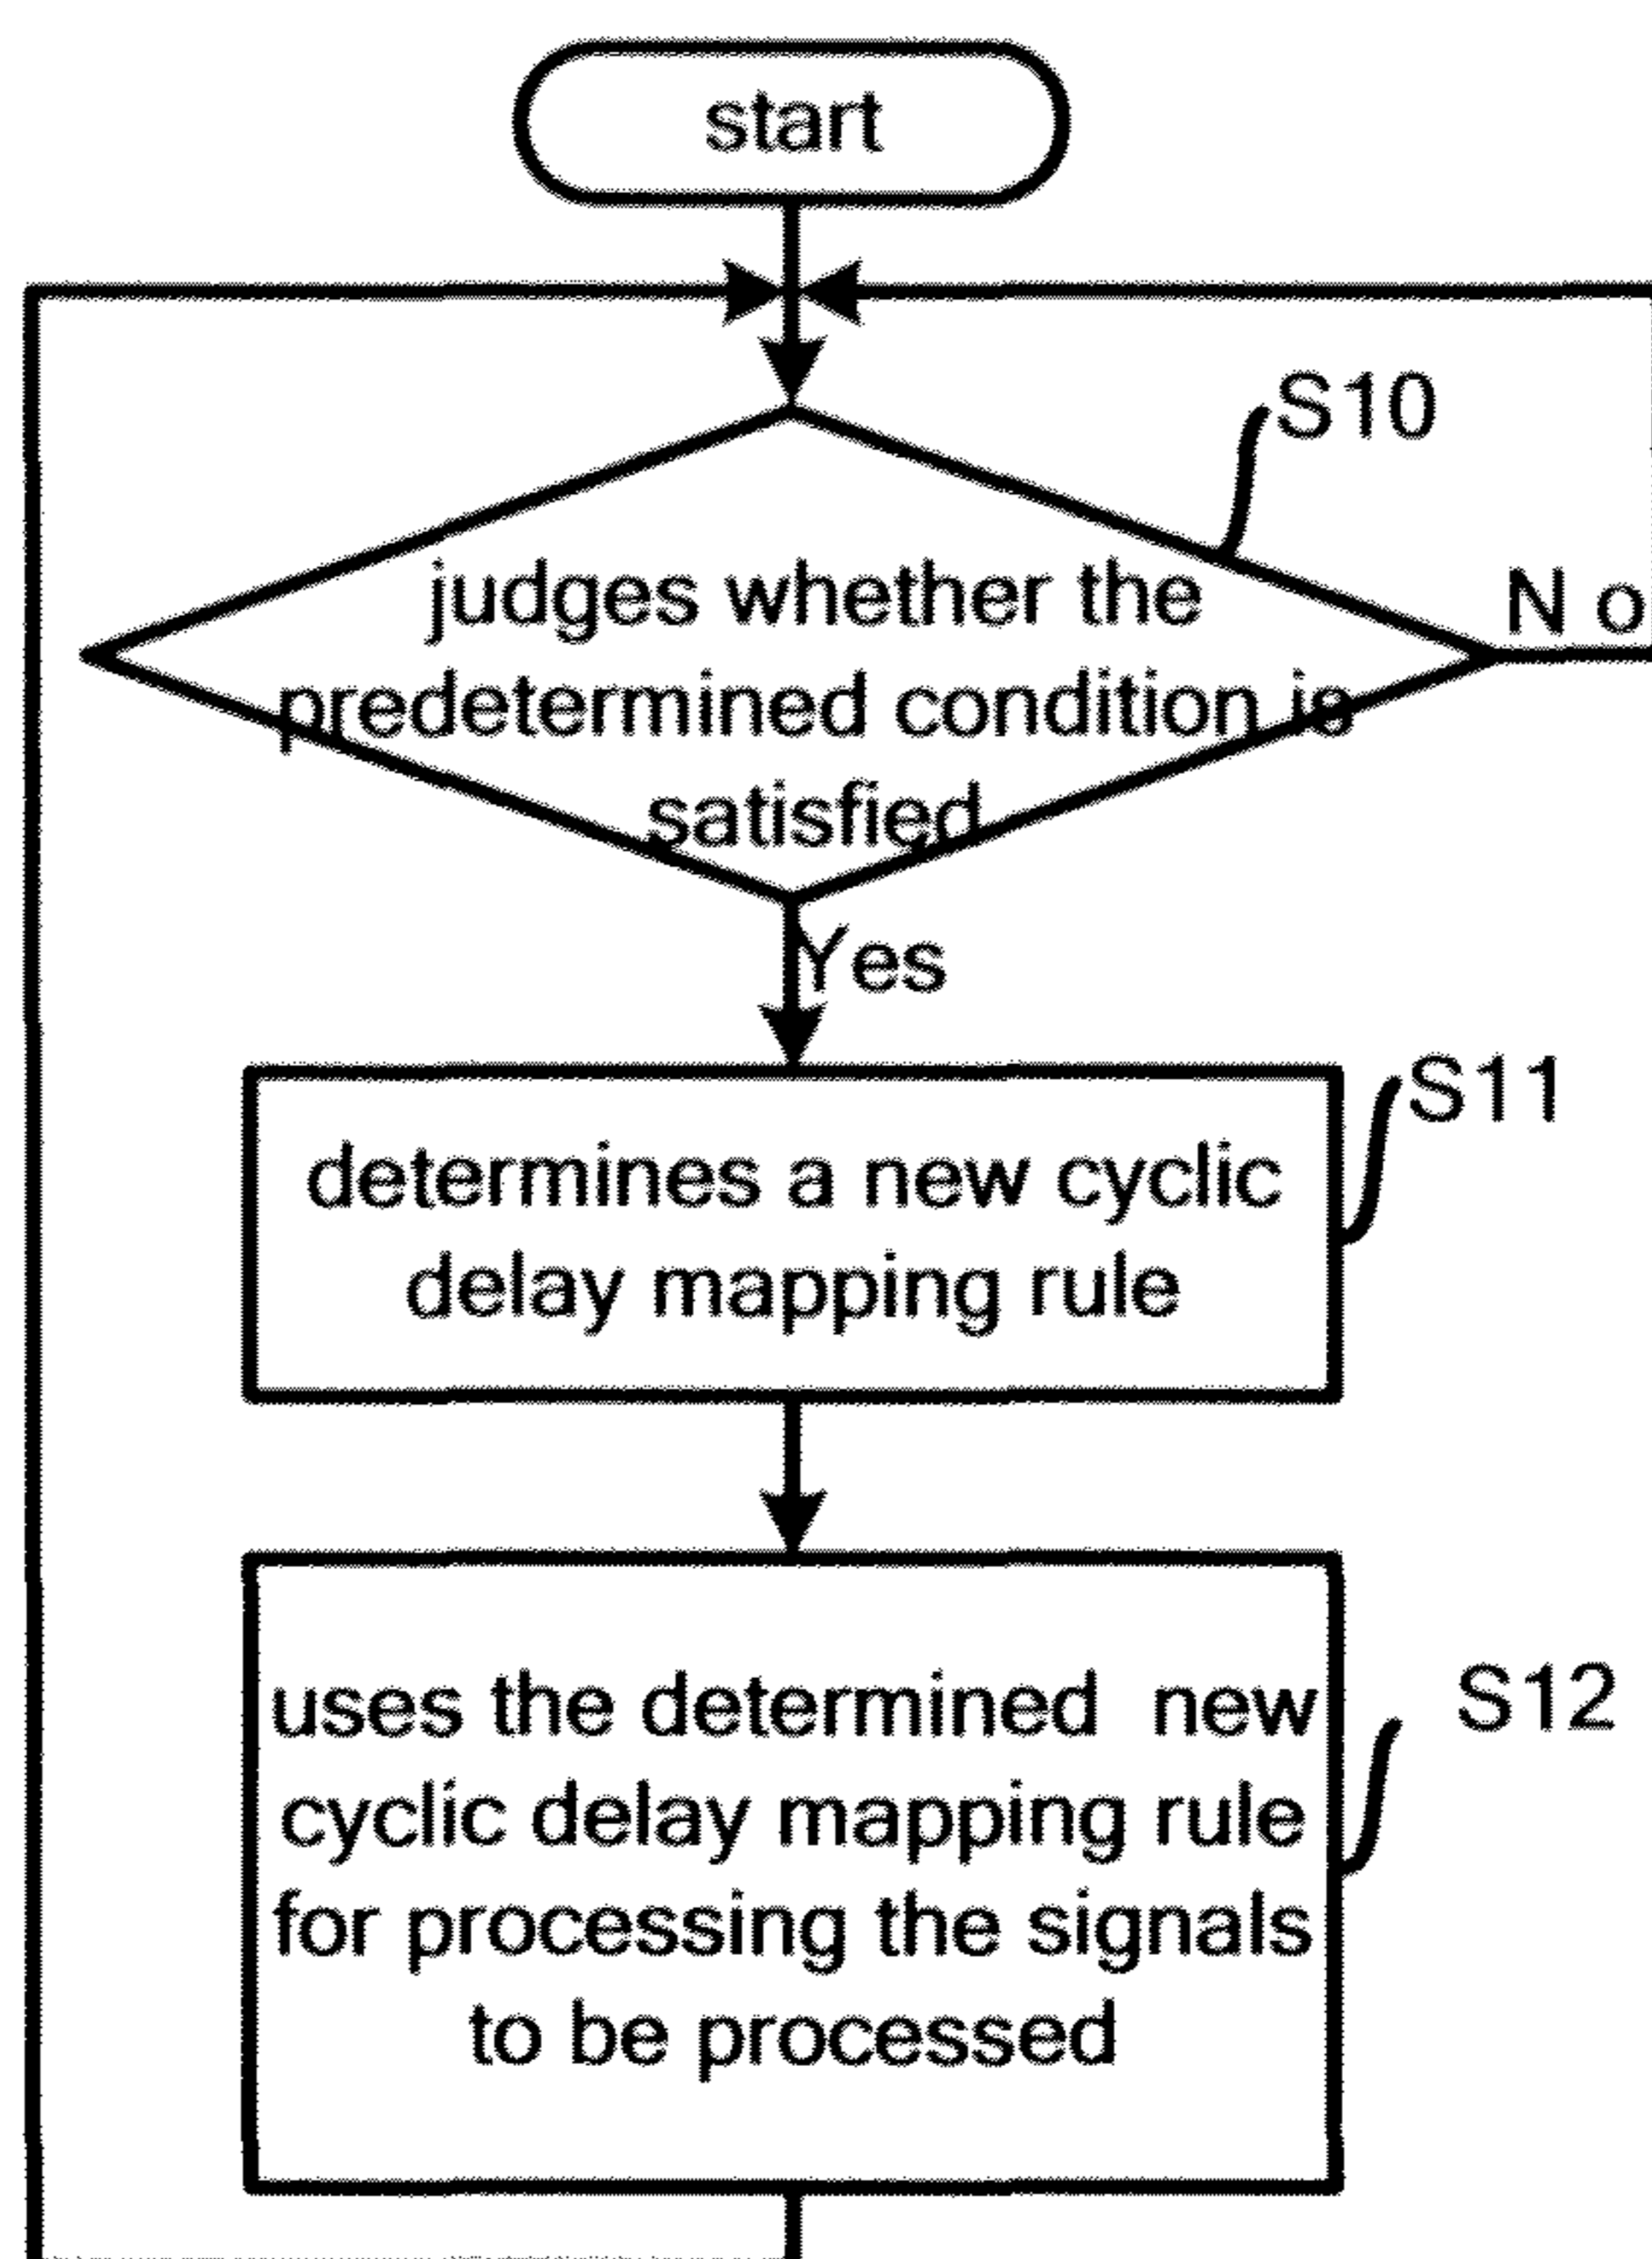 start
S10
judges whether the
predetermined condition is
satisfied
N o
Yes
S11
determines a new cyclic
delay mapping rule
S12
uses the determined new
cyclic delay mapping rule
for processing the signals
to be processed